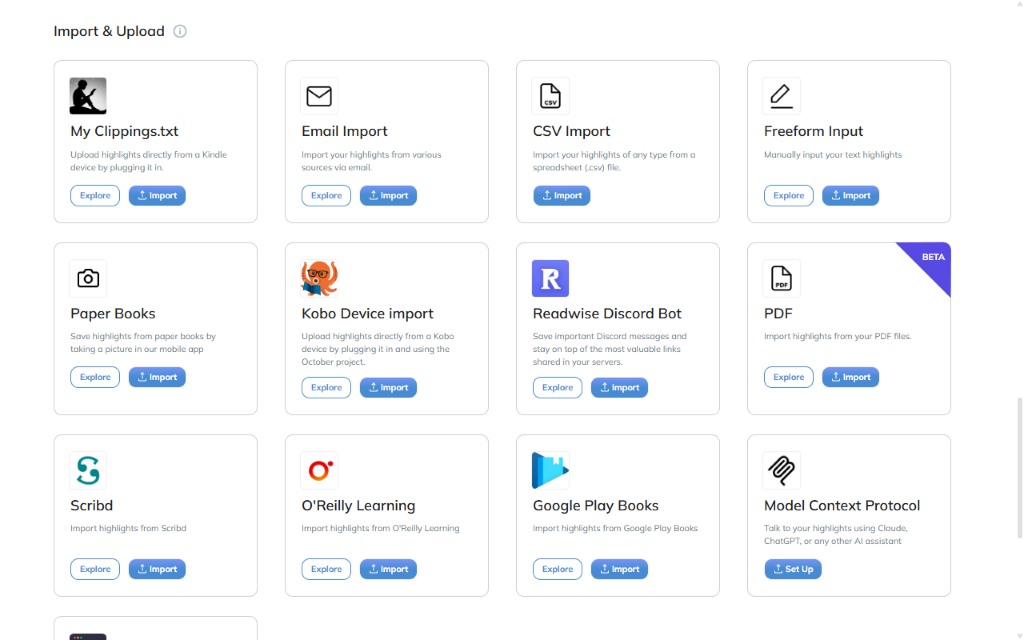 Import & Upload
My Clippings.txt
Upload highlights directly from a Kindle
device by plugging it in.
Explore
Import
Email Import
Import your highlights from various
sources via email.
Explore
Import
CSV
CSV Import
Import your highlights of any type from a
spreadsheet (.csv) file.
Import
Freeform Input
Manually input your text highlights
Explore
Import
Paper Books
Save highlights from paper books by
taking a picture in our mobile app
Explore
Import
Kobo Device import
Upload highlights directly from a Kobo
device by plugging it in and using the
October project.
Explore
Import
R
Readwise Discord Bot
Save important Discord messages and
stay on top of the most valuable links
shared in your servers.
Explore
Import
BETA
PDF
PDF
Import highlights from your PDF files.
Explore
Import
Scribd
Import highlights from Scribd
Explore
Import
O'Reilly Learning
Import highlights from O'Reilly Learning
Explore
Import
Google Play Books
Import highlights from Google Play Books
Explore
Import
Model Context Protocol
Talk to your highlights using Claude,
ChatGPT, or any other AI assistant
Set Up